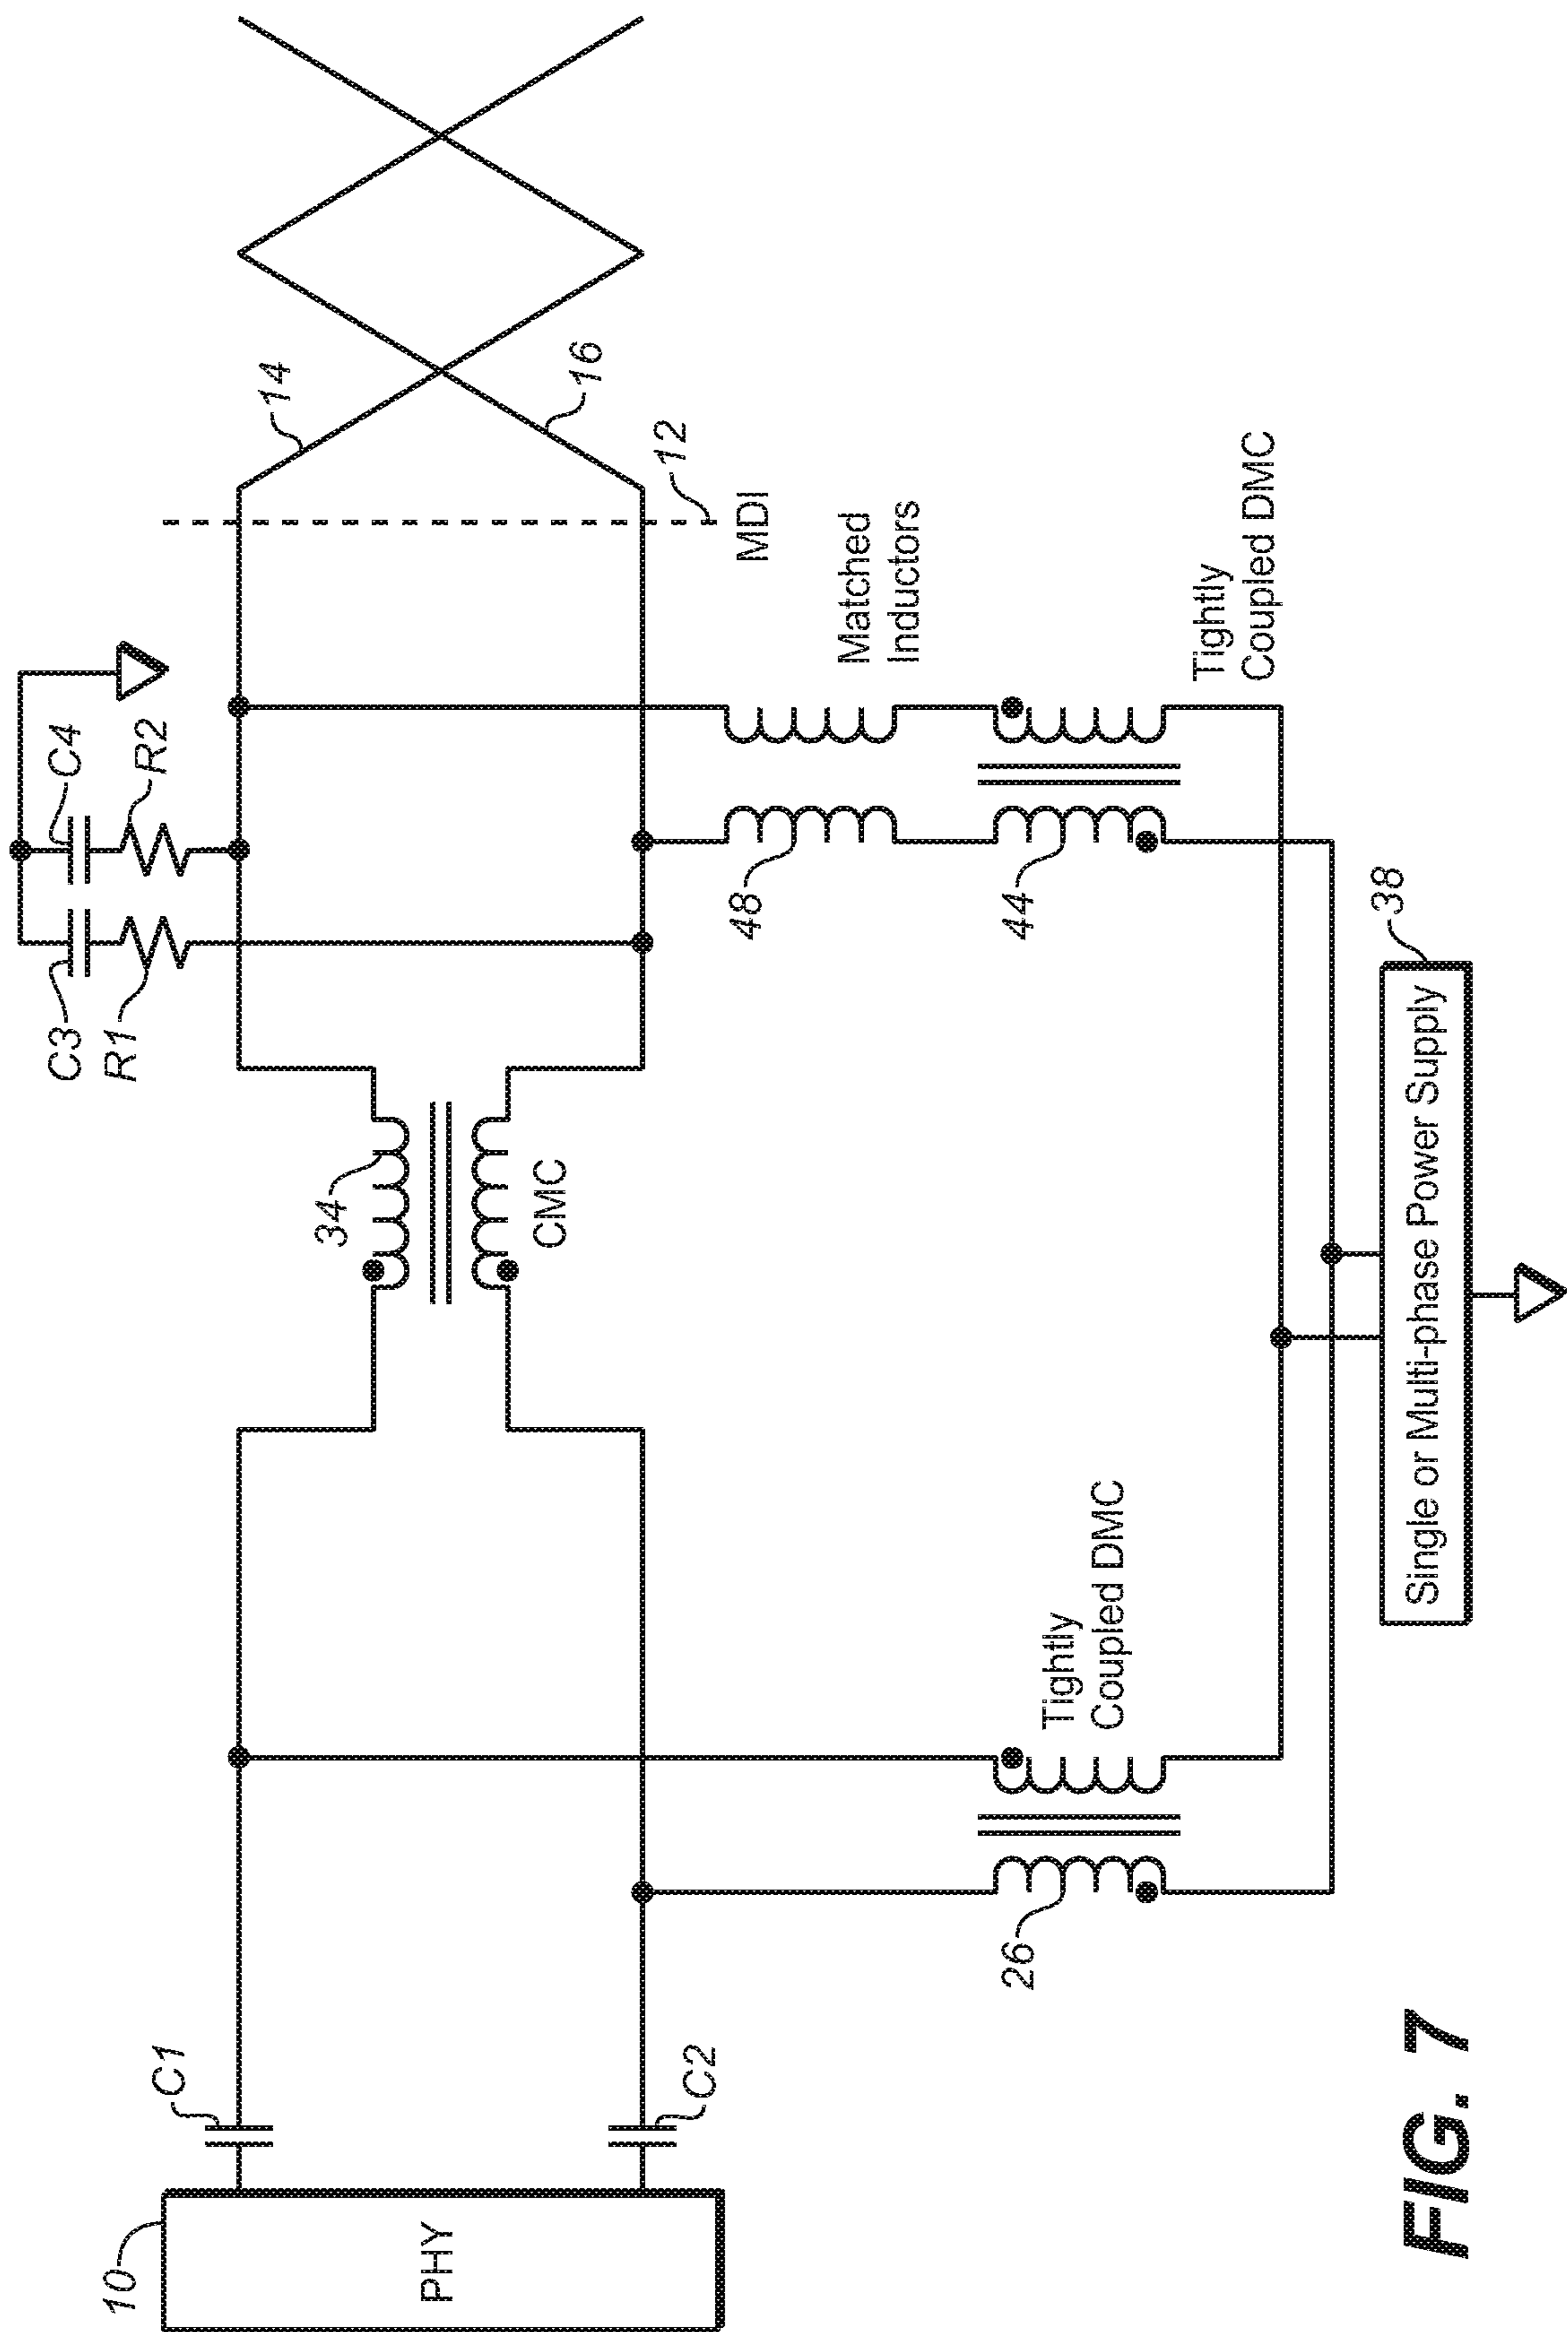 10
PHY
C1
C2
26
Tightly
Coupled DMC
34
CMC
C3
R1
C4
R2
14
16
12
MDI
48
Matched
Inductors
44
Tightly
Coupled DMC
38
Single or Multi-phase Power Supply
FIG. 7